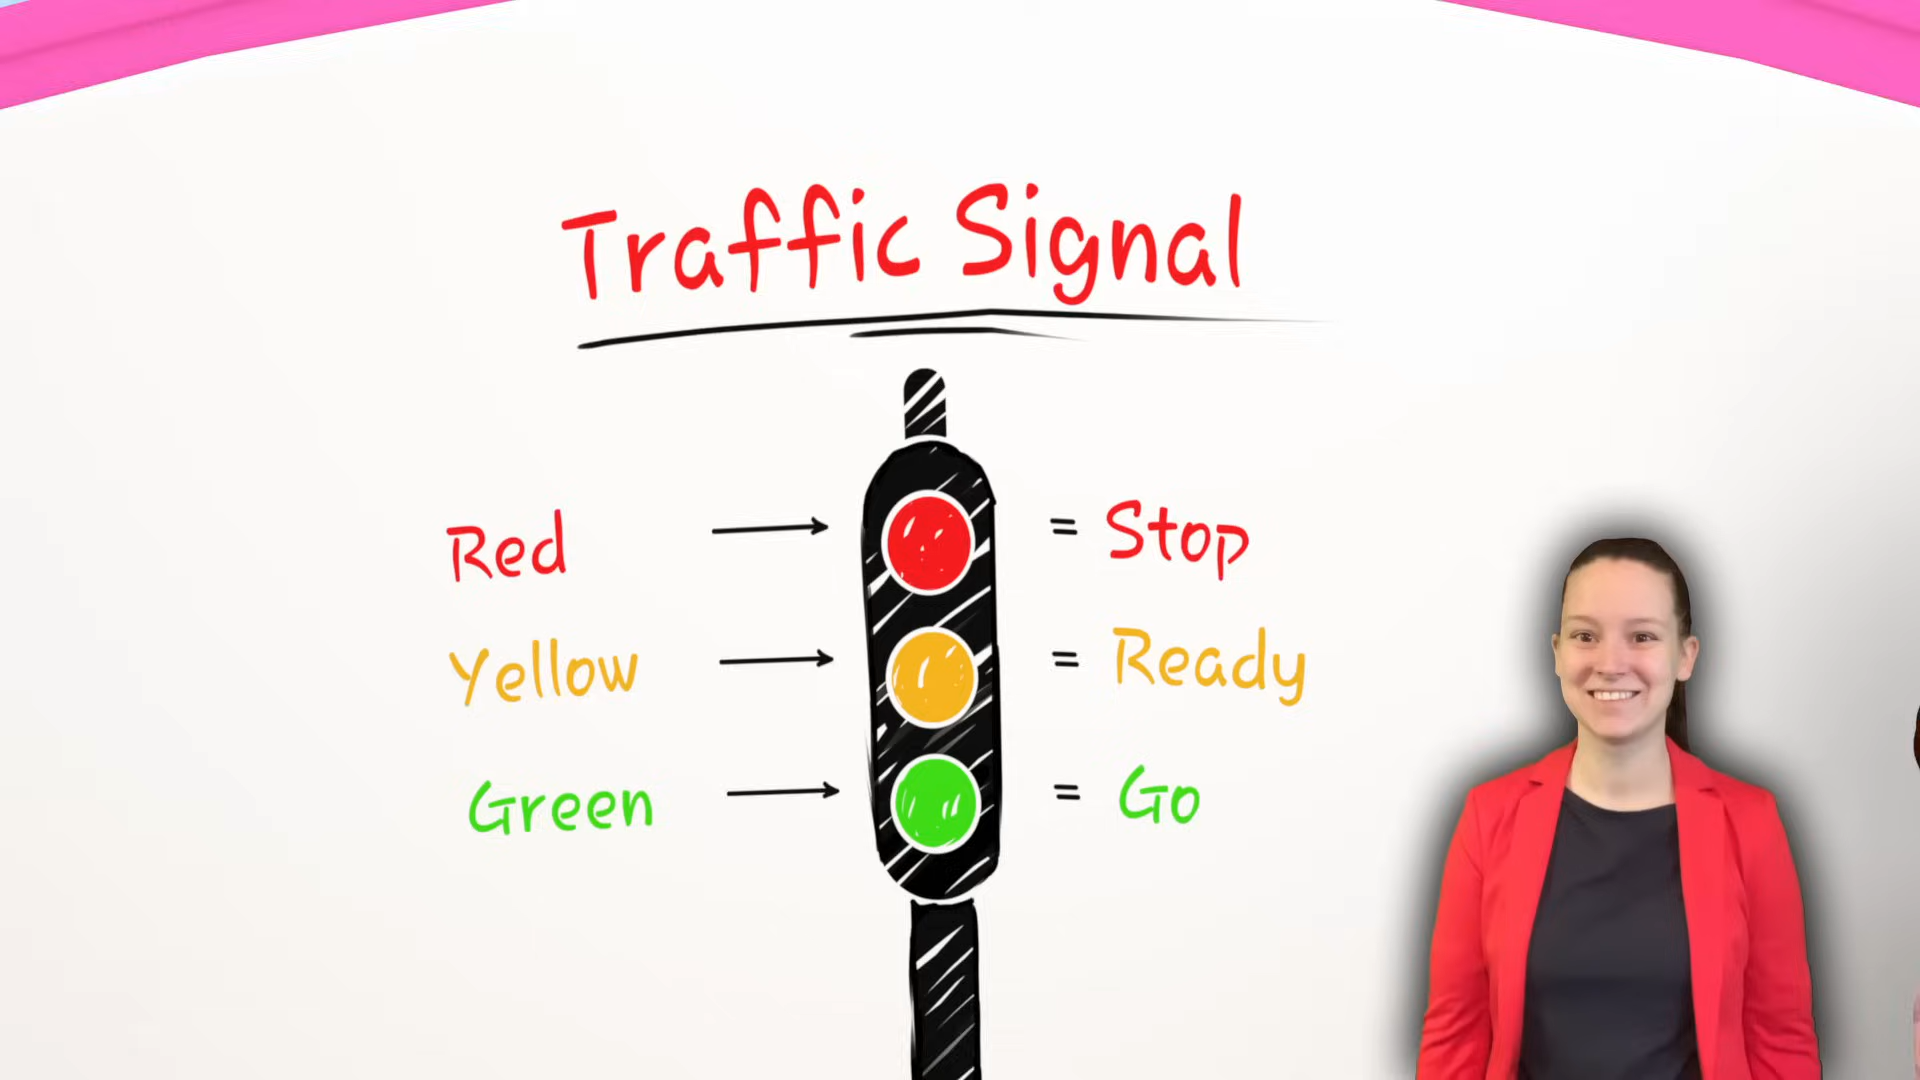 Traffic Signal
Red → = Stop
Yellow → = Ready
Green → = Go